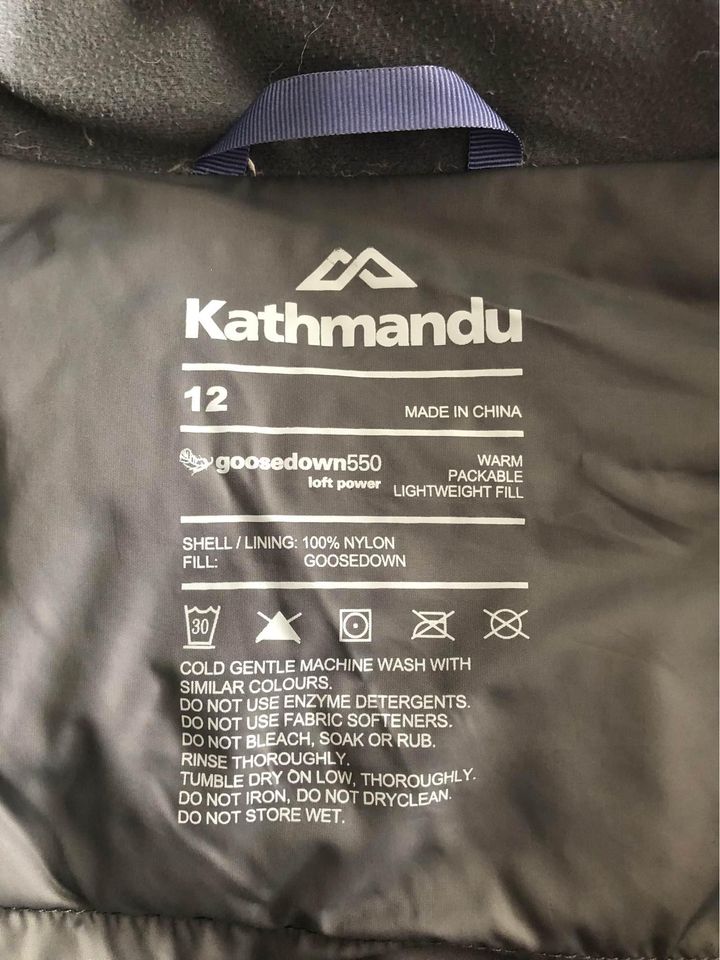 Kathmandu
12 MADE IN CHINA
goosedown550 WARM
loft power PACKABLE
LIGHTWEIGHT FILL
SHELL / LINING: 100% NYLON
FILL: GOOSEDOWN
30
COLD GENTLE MACHINE WASH WITH
SIMILAR COLOURS.
DO NOT USE ENZYME DETERGENTS.
DO NOT USE FABRIC SOFTENERS.
DO NOT BLEACH, SOAK OR RUB.
RINSE THOROUGHLY.
TUMBLE DRY ON LOW, THOROUGHLY.
DO NOT IRON, DO NOT DRYCLEAN.
DO NOT STORE WET.